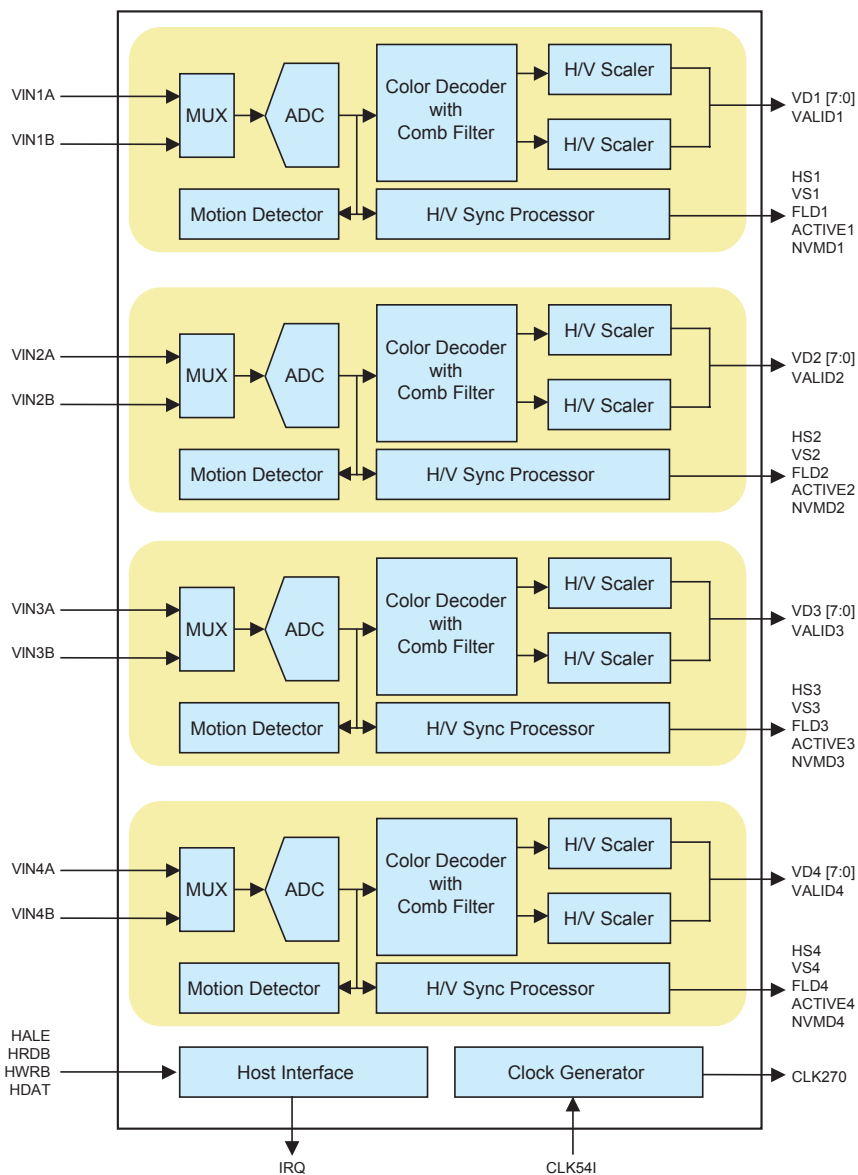 VIN1A
VIN1B
MUX
ADC
Color Decoder
with
Comb Filter
H/V Scaler
H/V Scaler
Motion Detector
H/V Sync Processor
VD1 [7:0]
VALID1
HS1
VS1
FLD1
ACTIVE1
NVMD1
VIN2A
VIN2B
MUX
ADC
Color Decoder
with
Comb Filter
H/V Scaler
H/V Scaler
Motion Detector
H/V Sync Processor
VD2 [7:0]
VALID2
HS2
VS2
FLD2
ACTIVE2
NVMD2
VIN3A
VIN3B
MUX
ADC
Color Decoder
with
Comb Filter
H/V Scaler
H/V Scaler
Motion Detector
H/V Sync Processor
VD3 [7:0]
VALID3
HS3
VS3
FLD3
ACTIVE3
NVMD3
VIN4A
VIN4B
MUX
ADC
Color Decoder
with
Comb Filter
H/V Scaler
H/V Scaler
Motion Detector
H/V Sync Processor
VD4 [7:0]
VALID4
HS4
VS4
FLD4
ACTIVE4
NVMD4
HALE
HRDB
HWRB
HDAT
Host Interface
Clock Generator
CLK270
IRQ
CLK54I